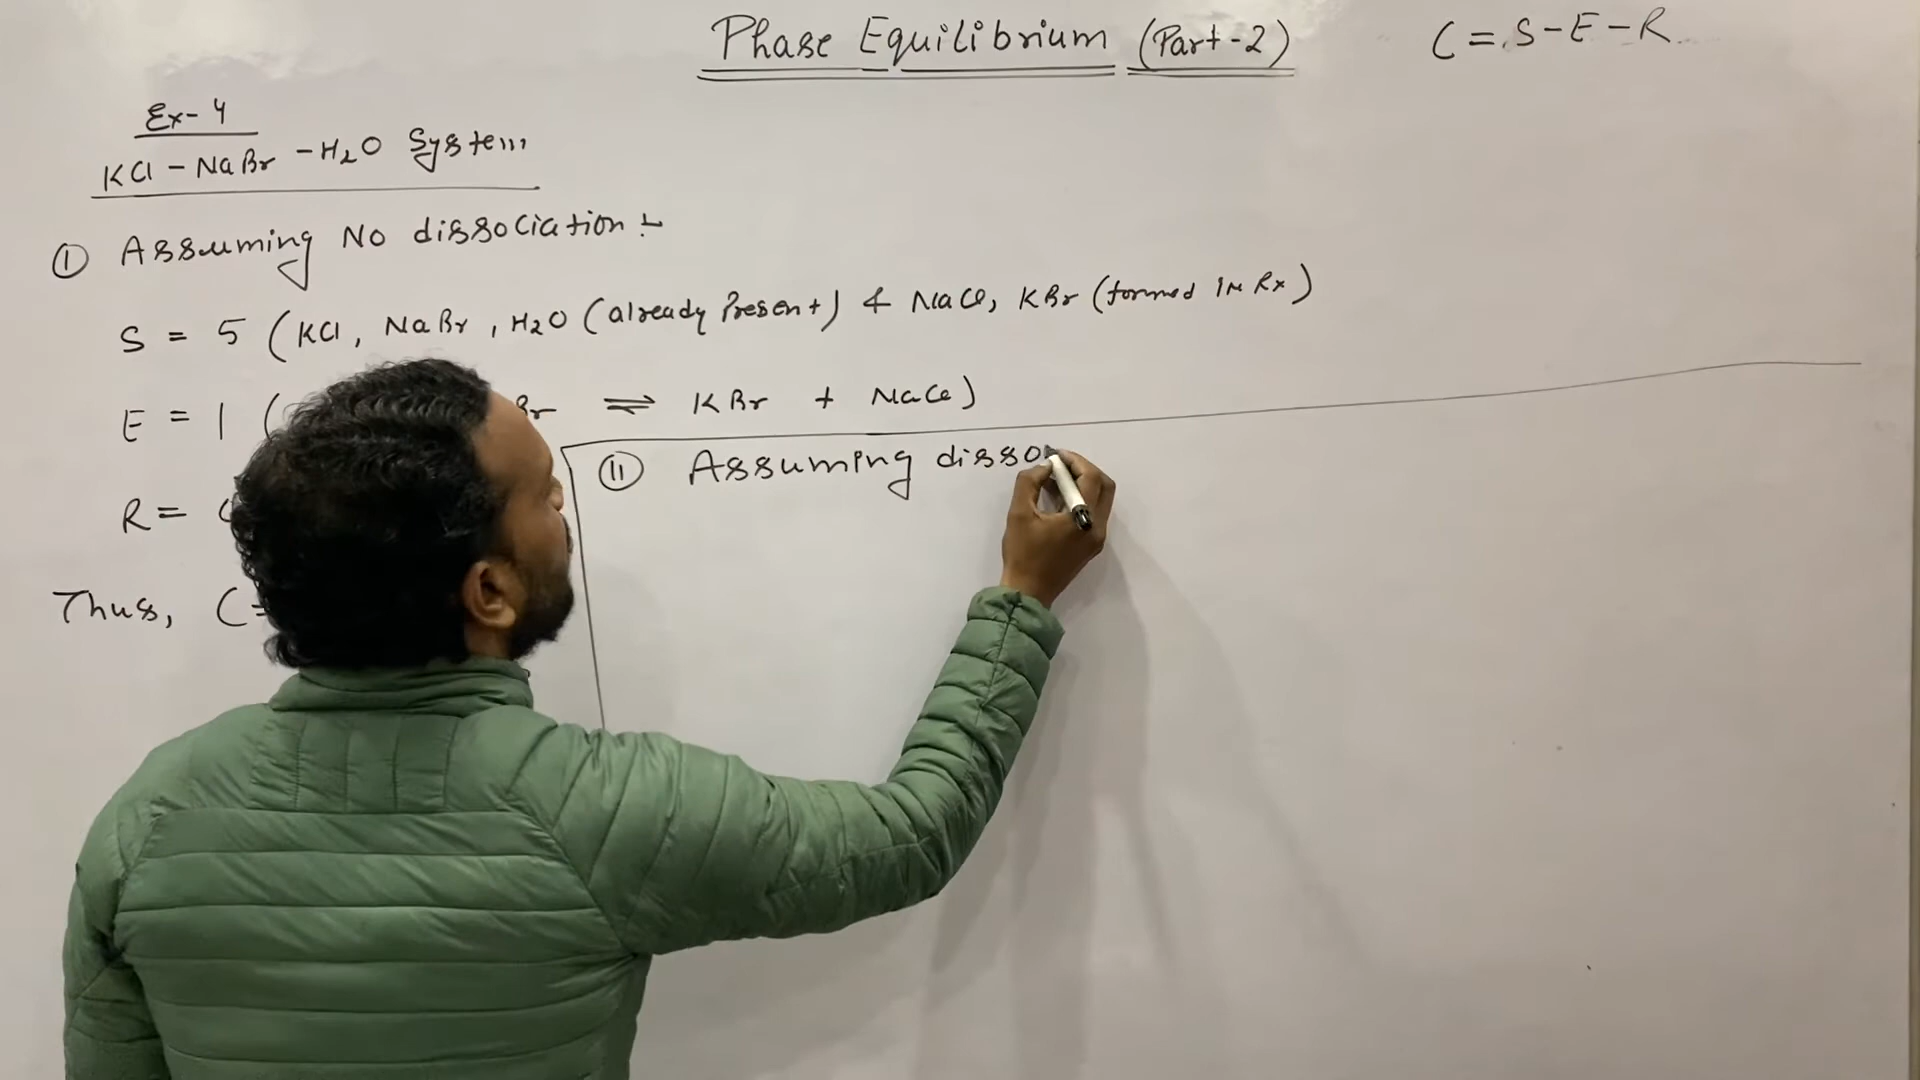 Phase Equilibrium (Part-2)
C = S-E-R
Ex-4
KCl - NaBr - H2O System
① Assuming No dissociation :-
S = 5 (KCl, NaBr, H2O (already Present) & NaCl, KBr (formed in Rx)
E = 1 ( Br ⇌ KBr + NaCl)
R =
Thus, C =
(II) Assuming disso